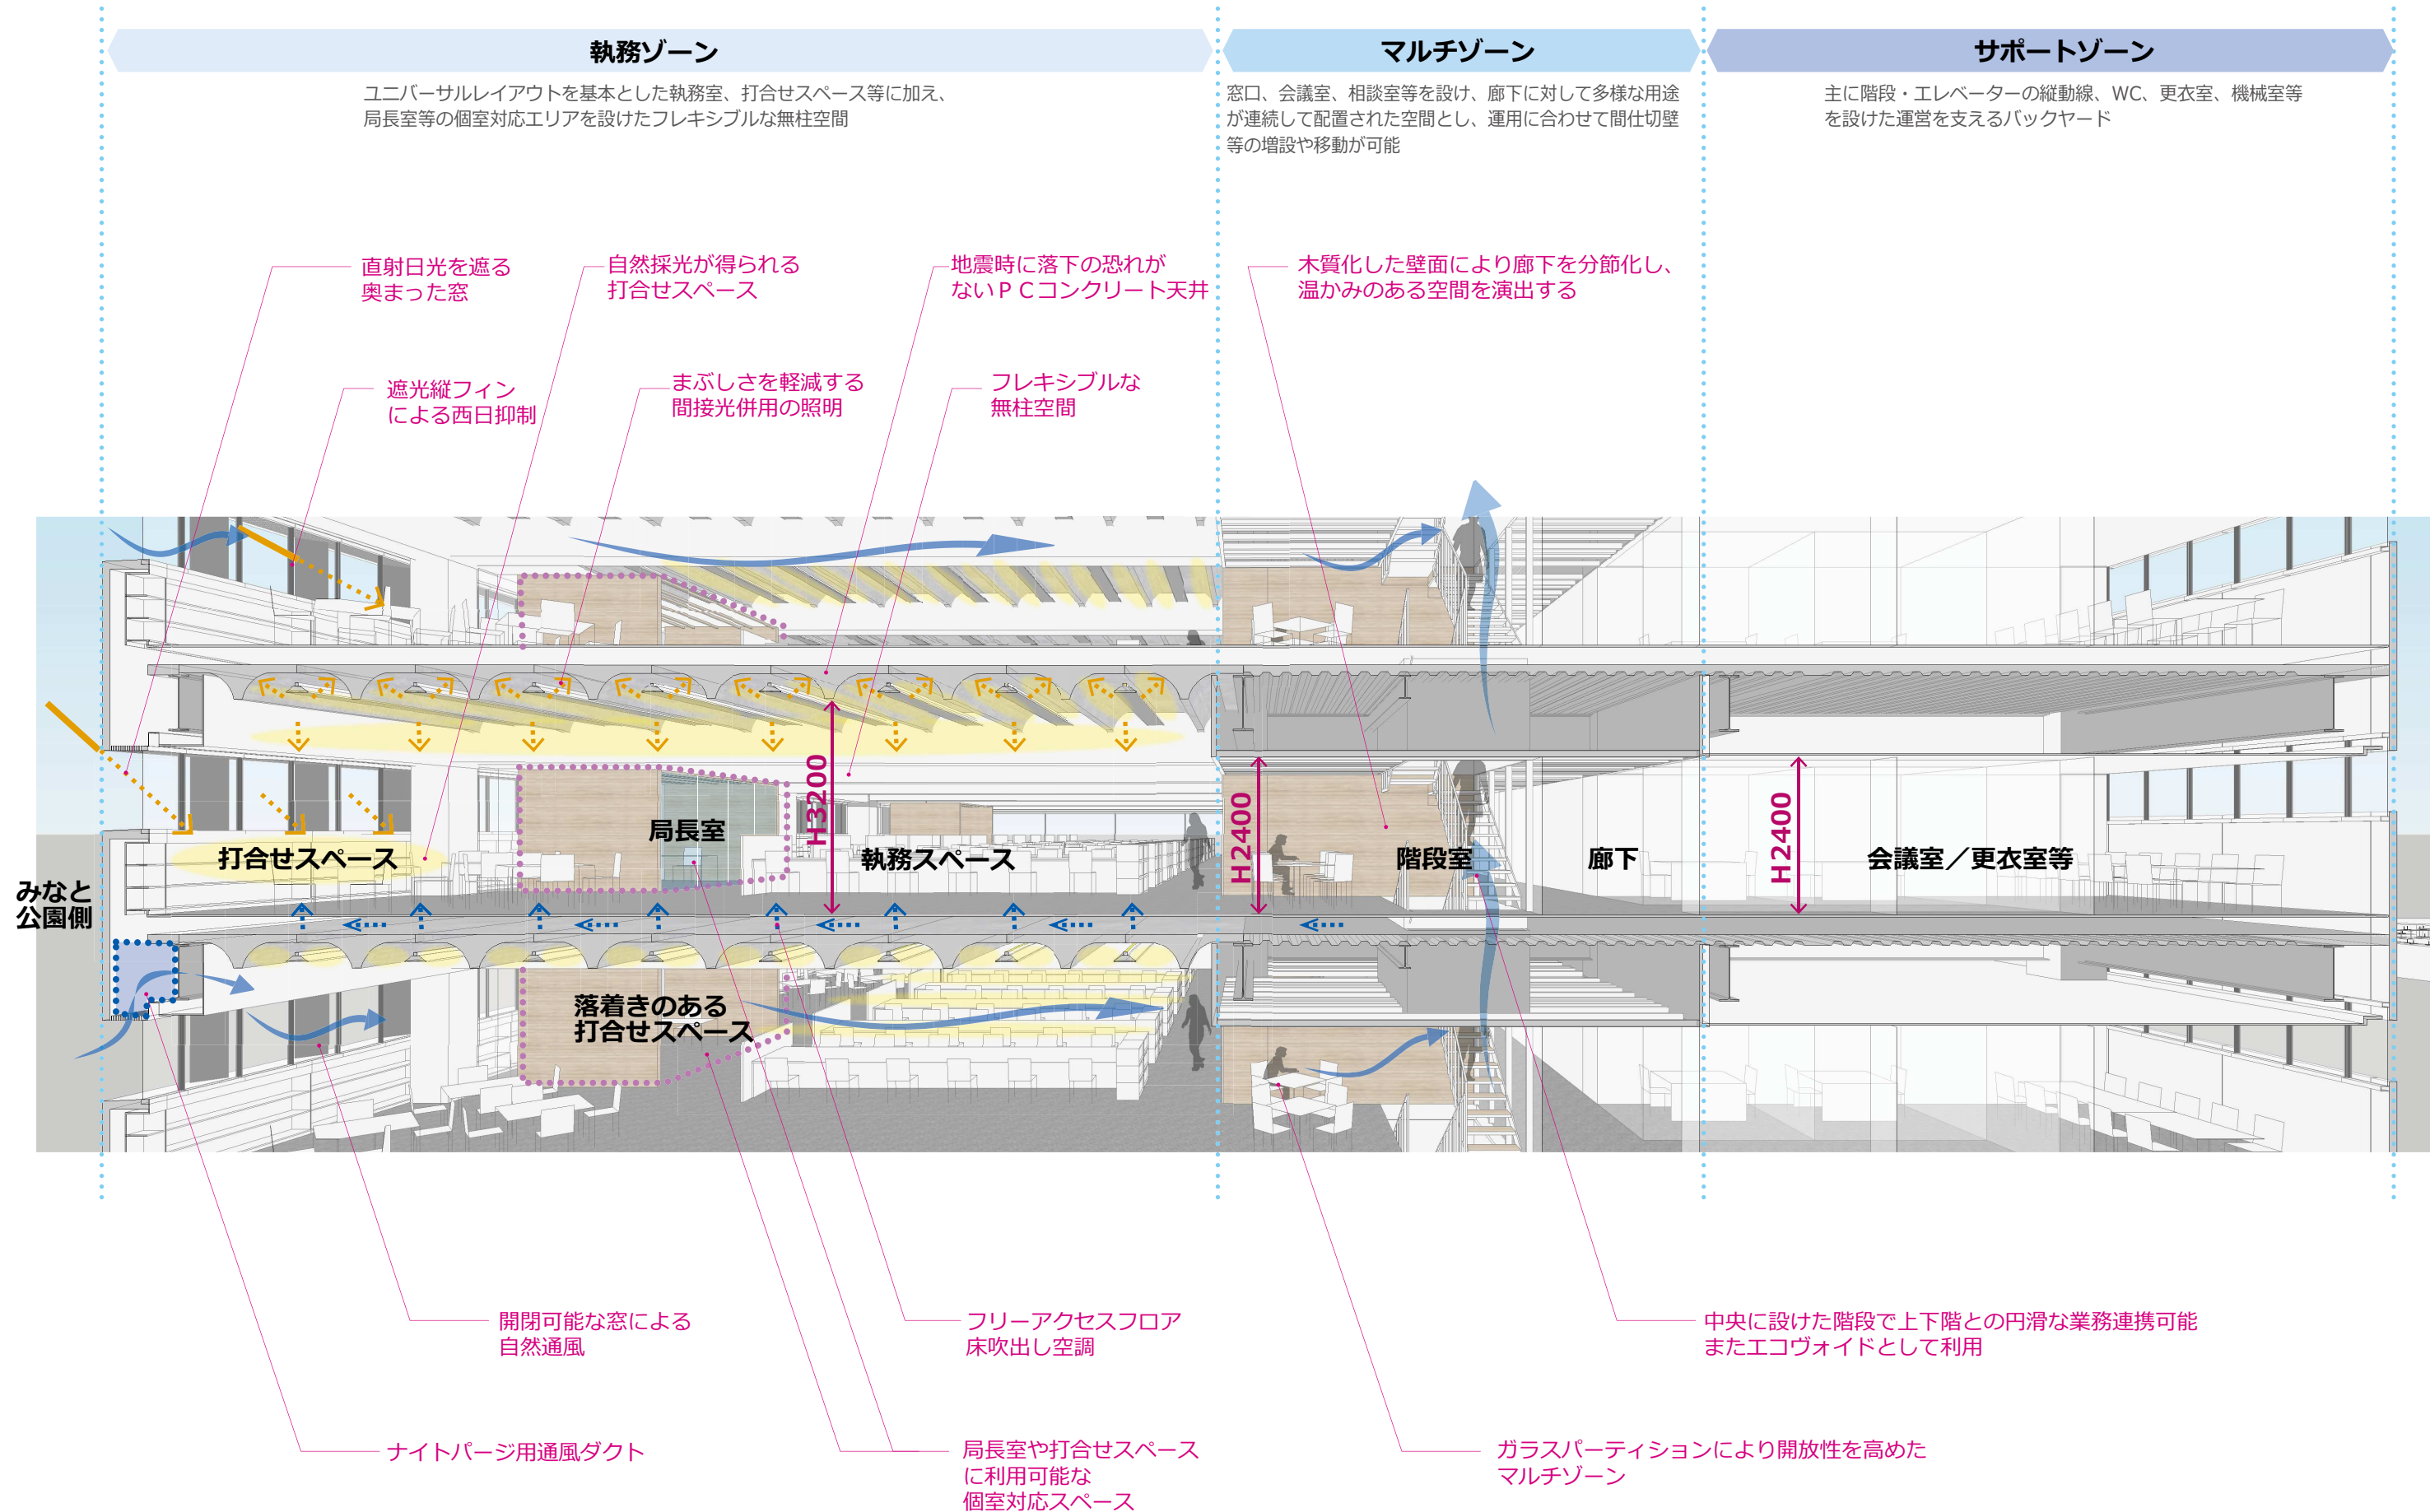 執務ゾーン
ユニバーサルレイアウトを基本とした執務室、打合せスペース等に加え、
局長室等の個室対応エリアを設けたフレキシブルな無柱空間
マルチゾーン
窓口、会議室、相談室等を設け、廊下に対して多様な用途
が連続して配置された空間とし、運用に合わせて間仕切壁
等の増設や移動が可能
サポートゾーン
主に階段・エレベーターの縦動線、WC、更衣室、機械室等
を設けた運営を支えるバックヤード
直射日光を遮る
奥まった窓
自然採光が得られる
打合せスペース
地震時に落下の恐れが
ないＰＣコンクリート天井
木質化した壁面により廊下を分節化し、
温かみのある空間を演出する
遮光縦フィン
による西日抑制
まぶしさを軽減する
間接光併用の照明
フレキシブルな
無柱空間
H3200
H2400
H2400
局長室
打合せスペース
執務スペース
階段室
廊下
会議室／更衣室等
みなと
公園側
落着きのある
打合せスペース
開閉可能な窓による
自然通風
フリーアクセスフロア
床吹出し空調
中央に設けた階段で上下階との円滑な業務連携可能
またエコヴォイドとして利用
ナイトパージ用通風ダクト
局長室や打合せスペース
に利用可能な
個室対応スペース
ガラスパーティションにより開放性を高めた
マルチゾーン